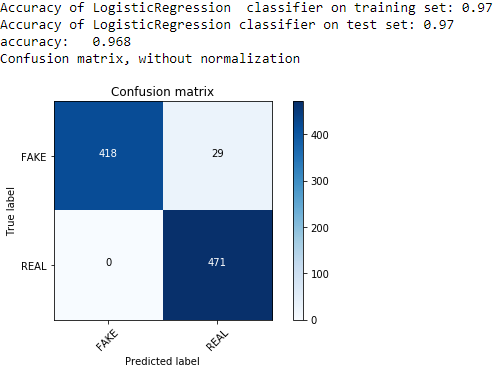 Accuracy of LogisticRegression  classifier on training set: 0.97
Accuracy of LogisticRegression classifier on test set: 0.97
accuracy:   0.968
Confusion matrix, without normalization
Confusion matrix
FAKE
418
29
REAL
0
471
True label
FAKE
REAL
Predicted label
400
300
200
100
0